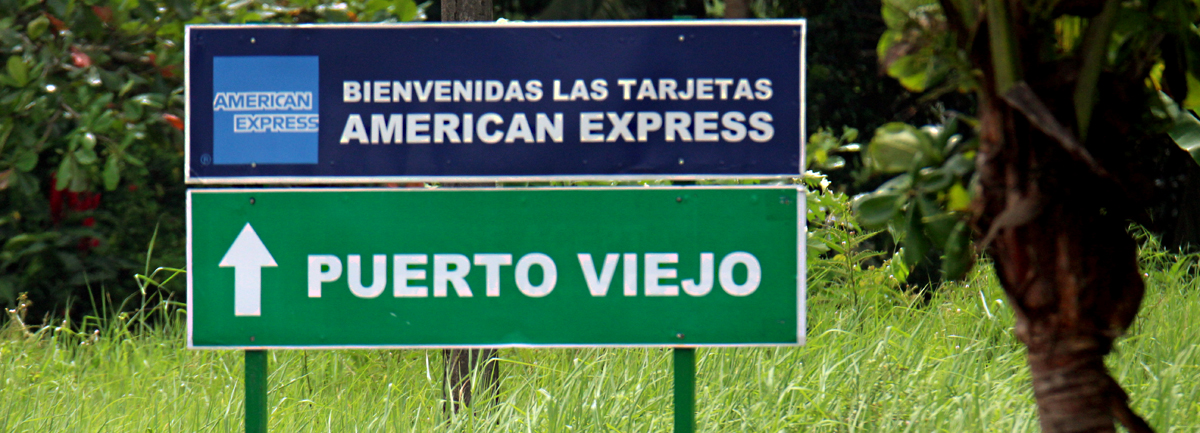 AMERICAN
EXPRESS
®
BIENVENIDAS LAS TARJETAS
AMERICAN EXPRESS
PUERTO VIEJO